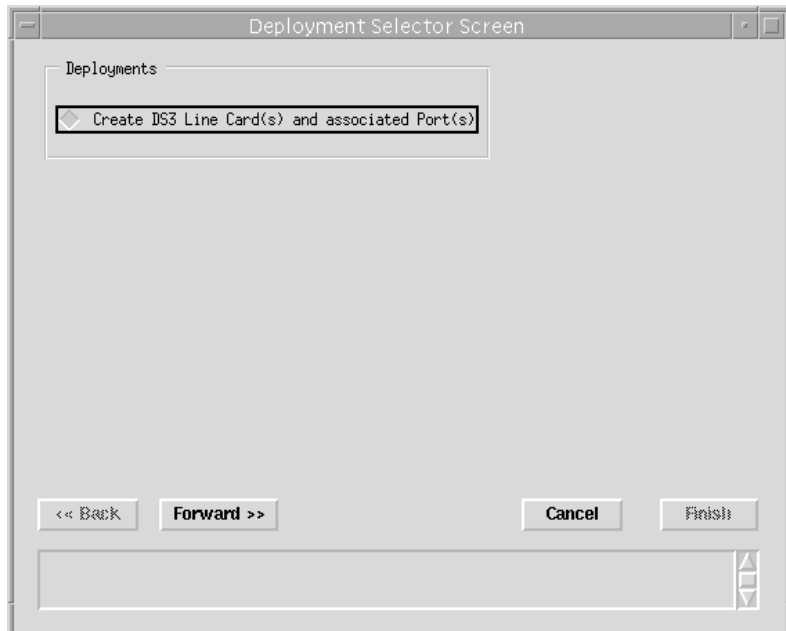 Deployment Selector Screen
Deployments
Create DS3 Line Card(s) and associated Port(s)
<< Back
Forward >>
Cancel
Finish